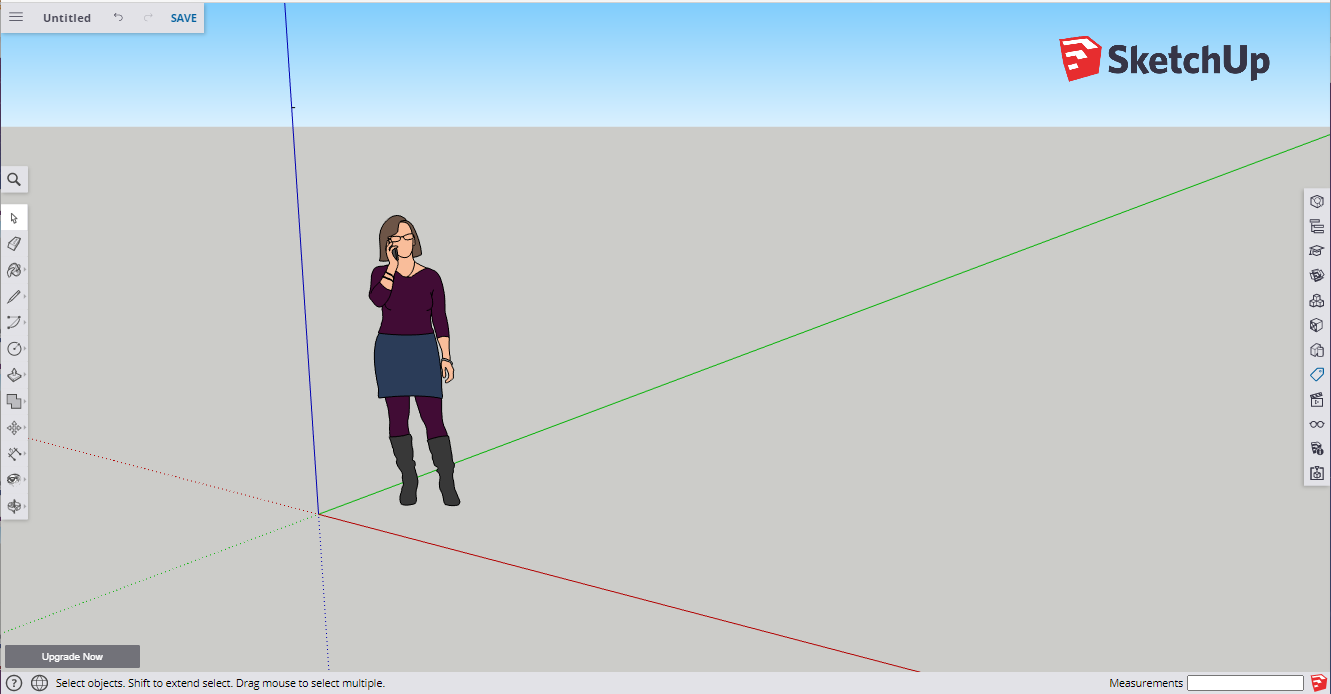 Untitled
SAVE
SketchUp
Upgrade Now
Select objects. Shift to extend select. Drag mouse to select multiple.
Measurements